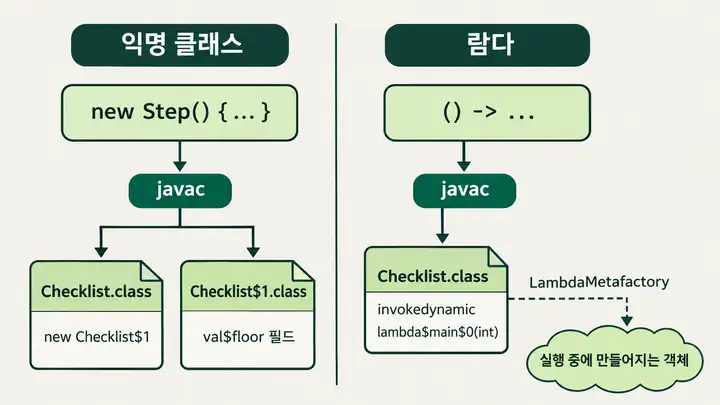 익명 클래스
new Step() { ... }
javac
Checklist.class
new Checklist$1
Checklist$1.class
val$floor 필드
람다
() -> ...
javac
Checklist.class
invokedynamic
lambda$main$0(int)
LambdaMetafactory
실행 중에 만들어지는 객체